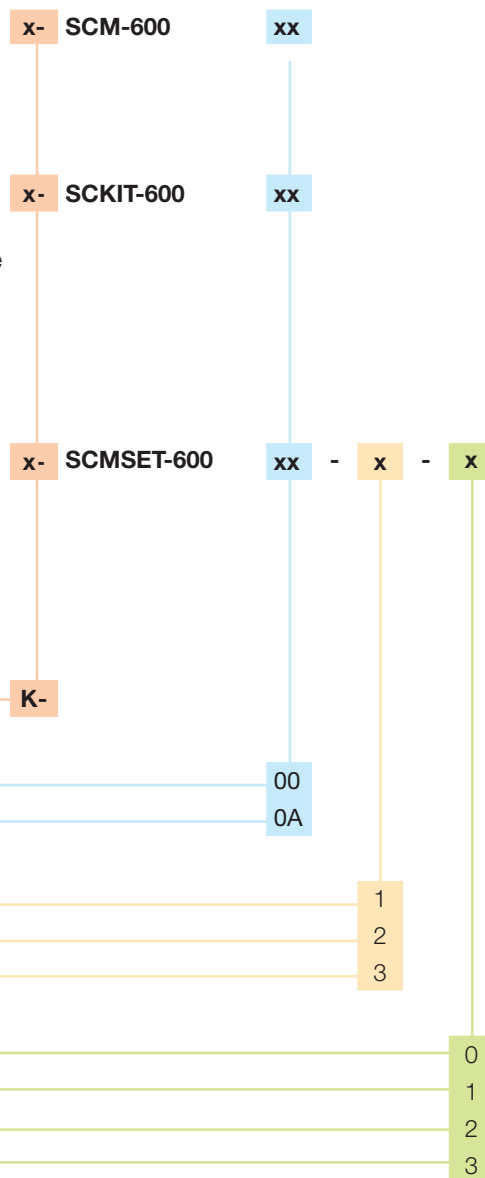 x- SCM-600 xx
x- SCKIT-600 xx
e
x- SCMSET-600 xx - x - x
K-
00
0A
1
2
3
0
1
2
3